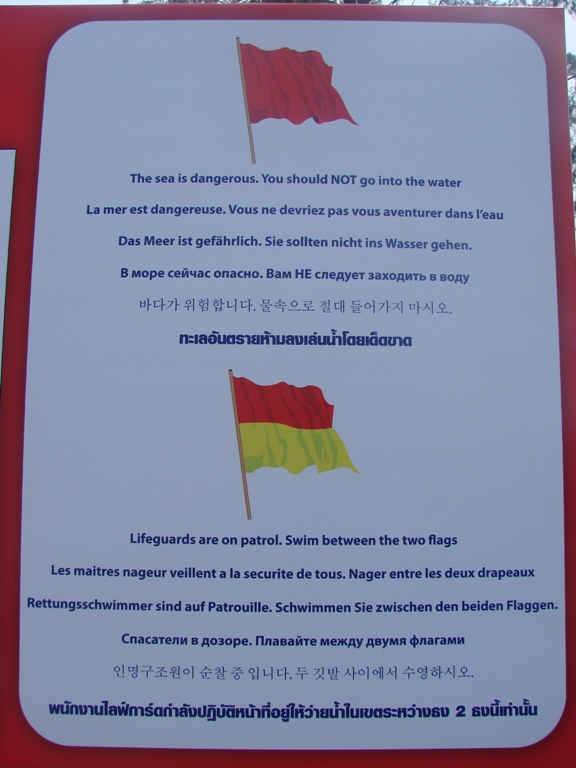 The sea is dangerous. You should NOT go into the water
La mer est dangereuse. Vous ne devriez pas vous aventurer dans l'eau
Das Meer ist gefährlich. Sie sollten nicht ins Wasser gehen.
В море сейчас опасно. Вам НЕ следует заходить в воду
바다가 위험합니다. 물속으로 절대 들어가지 마시오.
ทะเลอันตรายห้ามลงเล่นน้ำโดยเด็ดขาด
Lifeguards are on patrol. Swim between the two flags
Les maitres nageur veillent a la securite de tous. Nager entre les deux drapeaux
Rettungsschwimmer sind auf Patrouille. Schwimmen Sie zwischen den beiden Flaggen.
Спасатели в дозоре. Плавайте между двумя флагами
인명구조원이 순찰 중 입니다. 두 깃발 사이에서 수영하시오.
พนักงานไลฟ์การ์ดกำลังปฏิบัติหน้าที่อยู่ให้ว่ายน้ำในเขตระหว่างธง 2 ธงนี้เท่านั้น